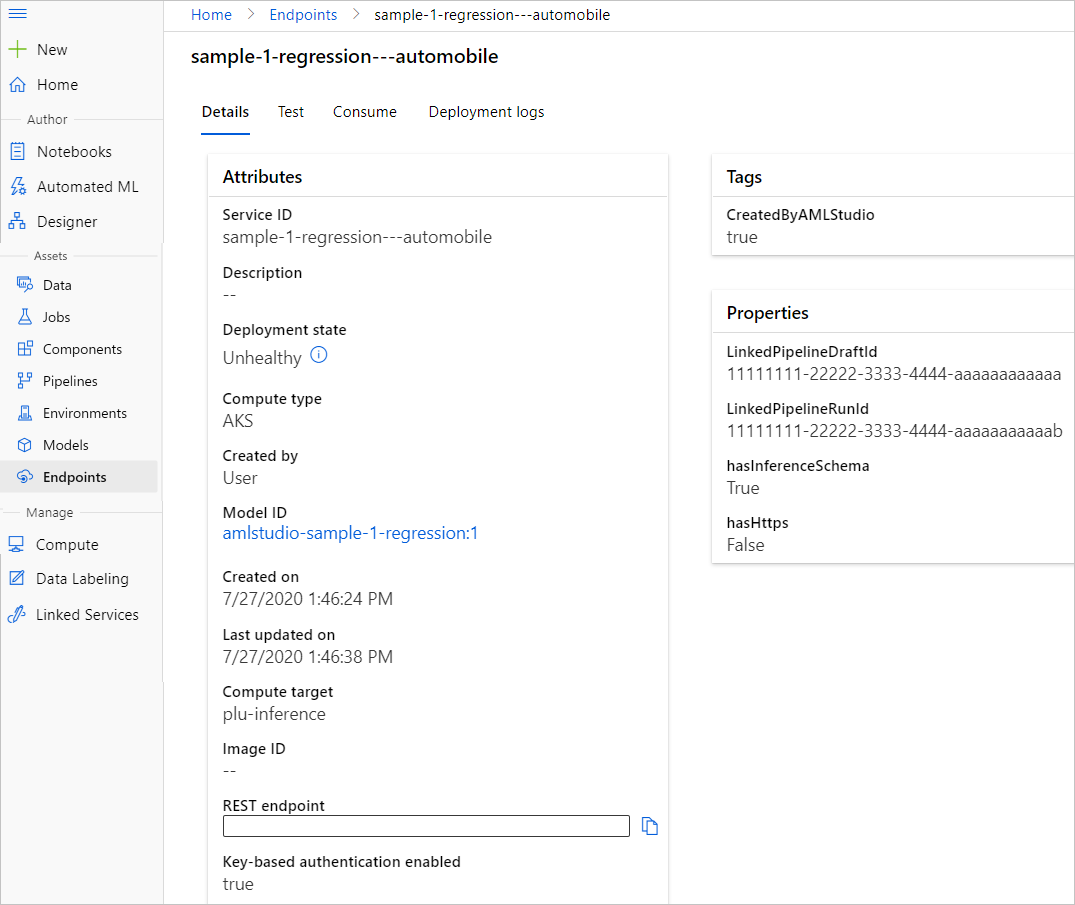 New
Home
Author
Notebooks
Automated ML
Designer
Assets
Data
Jobs
Components
Pipelines
Environments
Models
Endpoints
Manage
Compute
Data Labeling
Linked Services
Home > Endpoints > sample-1-regression---automobile
sample-1-regression---automobile
Details Test Consume Deployment logs
Attributes
Service ID
sample-1-regression---automobile
Description
--
Deployment state
Unhealthy
Compute type
AKS
Created by
User
Model ID
amlstudio-sample-1-regression:1
Created on
7/27/2020 1:46:24 PM
Last updated on
7/27/2020 1:46:38 PM
Compute target
plu-inference
Image ID
--
REST endpoint
Key-based authentication enabled
true
Tags
CreatedByAMLStudio
true
Properties
LinkedPipelineDraftId
11111111-22222-3333-4444-aaaaaaaaaaaa
LinkedPipelineRunId
11111111-22222-3333-4444-aaaaaaaaaaab
hasInferenceSchema
True
hasHttps
False